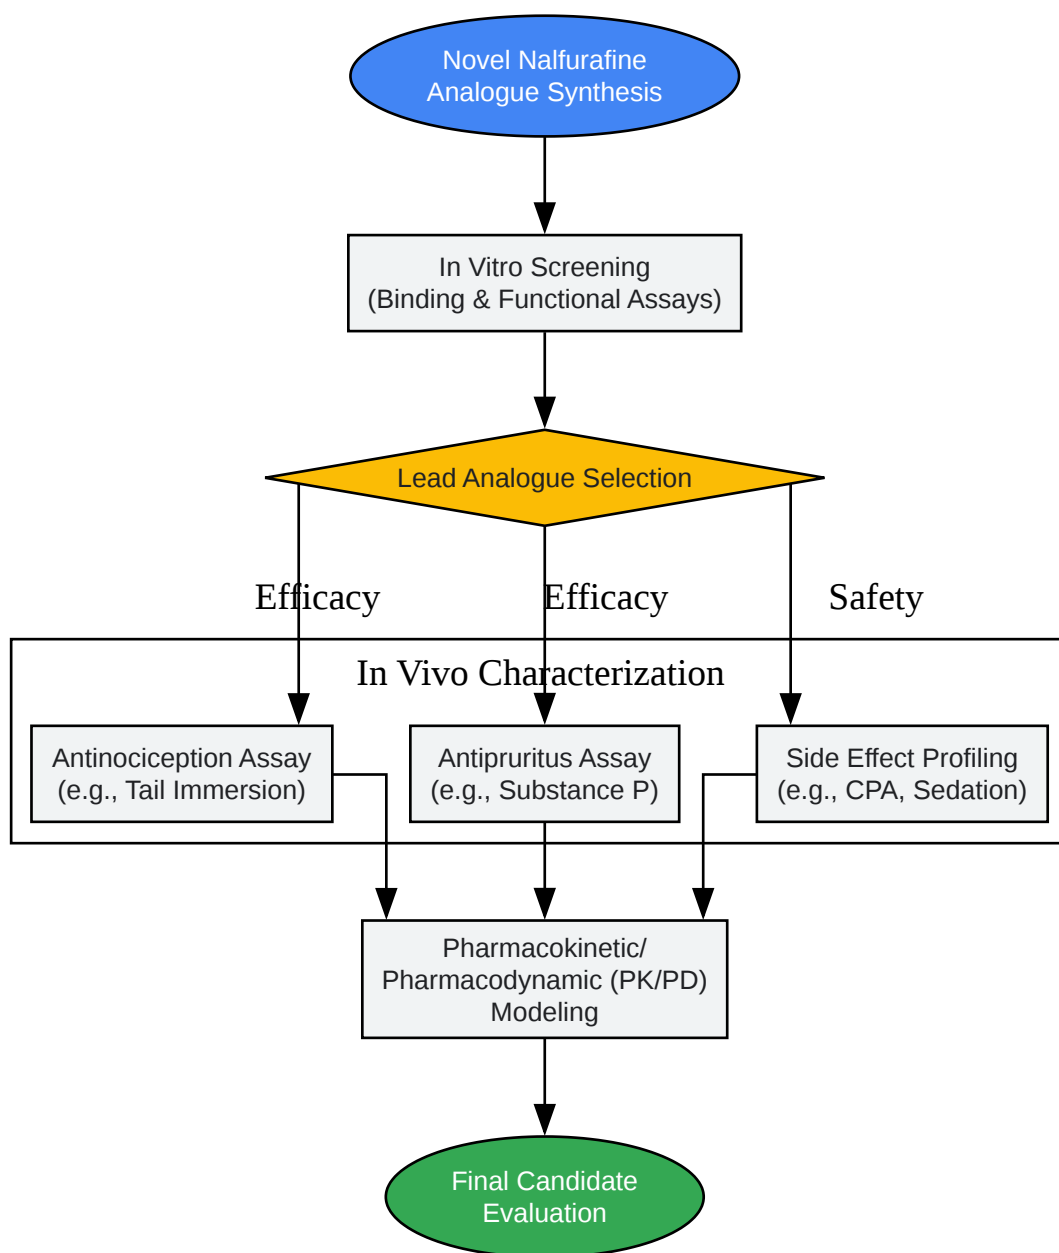 Novel Nalfurafine
Analogue Synthesis
In Vitro Screening
(Binding & Functional Assays)
Lead Analogue Selection
Efficacy
Efficacy
Safety
In Vivo Characterization
Antinociception Assay
(e.g., Tail Immersion)
Antipruritus Assay
(e.g., Substance P)
Side Effect Profiling
(e.g., CPA, Sedation)
Pharmacokinetic/
Pharmacodynamic (PK/PD)
Modeling
Final Candidate
Evaluation